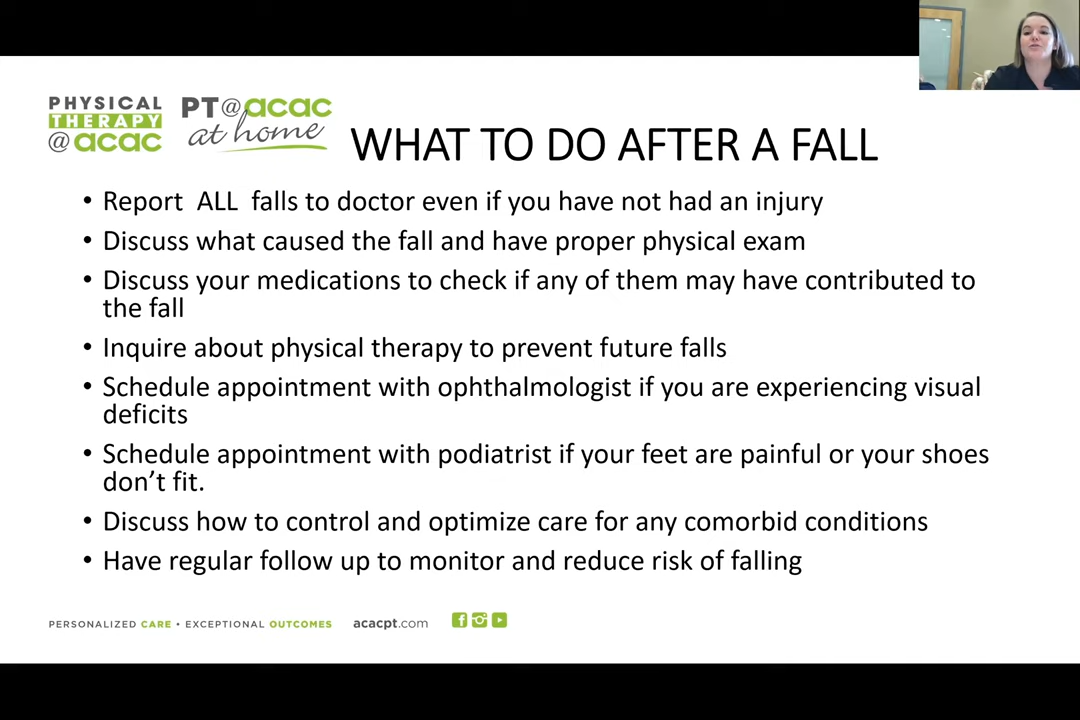 PHYSICAL
THERAPY
@acac
PT@acac
at home
WHAT TO DO AFTER A FALL
• Report ALL falls to doctor even if you have not had an injury
• Discuss what caused the fall and have proper physical exam
• Discuss your medications to check if any of them may have contributed to
the fall
• Inquire about physical therapy to prevent future falls
• Schedule appointment with ophthalmologist if you are experiencing visual
deficits
• Schedule appointment with podiatrist if your feet are painful or your shoes
don’t fit.
• Discuss how to control and optimize care for any comorbid conditions
• Have regular follow up to monitor and reduce risk of falling
PERSONALIZED CARE • EXCEPTIONAL OUTCOMES acacpt.com